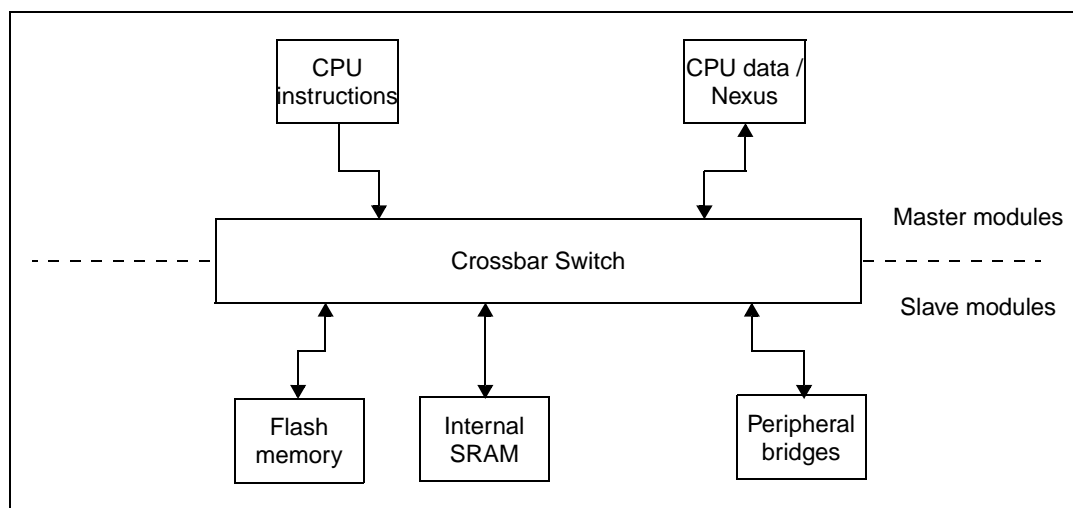 CPU
instructions
CPU data /
Nexus
Master modules
Crossbar Switch
Slave modules
Flash
memory
Internal
SRAM
Peripheral
bridges